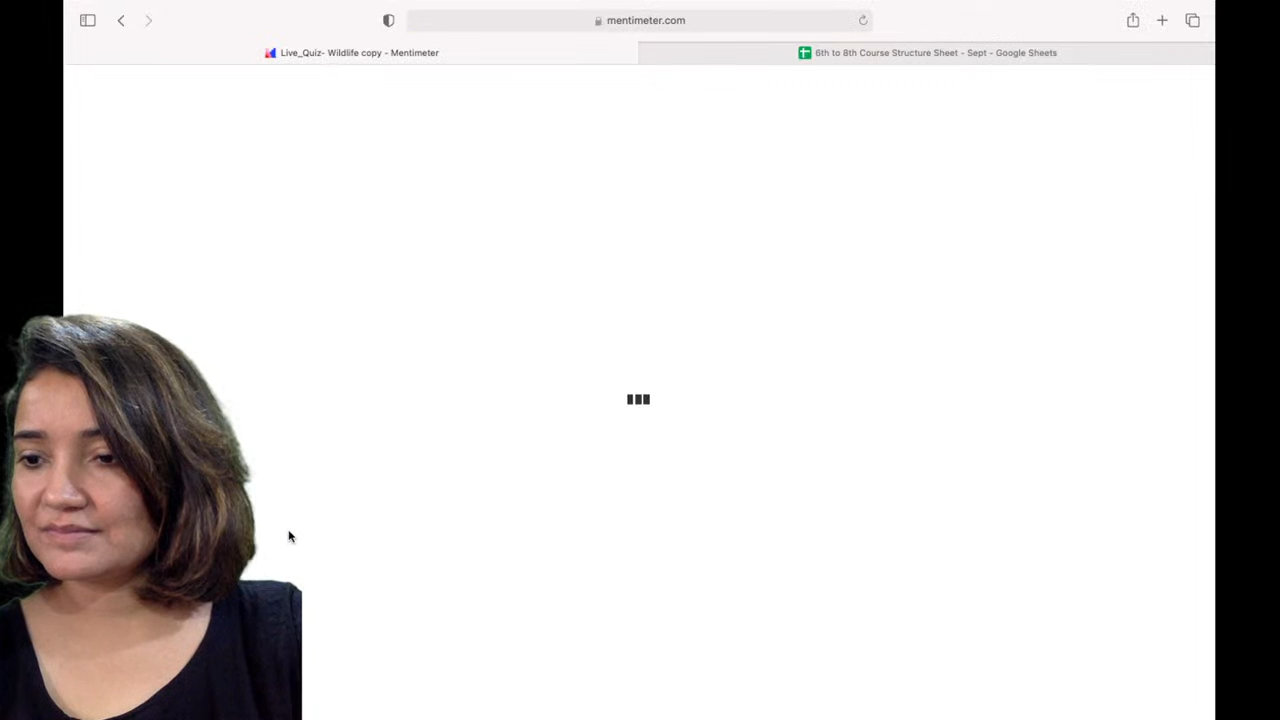 mentimeter.com
Live_Quiz- Wildlife copy - Mentimeter
6th to 8th Course Structure Sheet - Sept - Google Sheets